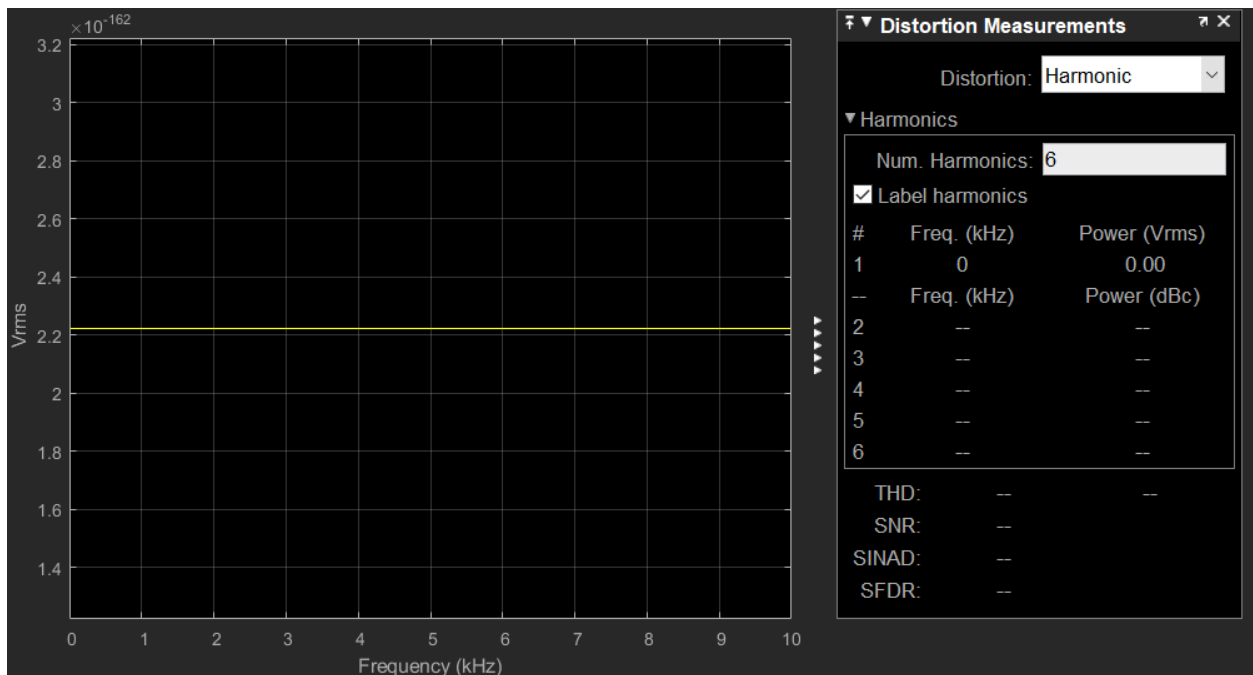 ×10-162
3.2
3
2.8
2.6
2.4
2.2
2
1.8
1.6
1.4
Vrms
0 1 2 3 4 5 6 7 8 9 10
Frequency (kHz)
Distortion Measurements
Distortion: Harmonic
Harmonics
Num. Harmonics: 6
Label harmonics
# Freq. (kHz) Power (Vrms)
1 0 0.00
-- Freq. (kHz) Power (dBc)
2 -- --
3 -- --
4 -- --
5 -- --
6 -- --
THD: -- --
SNR: --
SINAD: --
SFDR: --